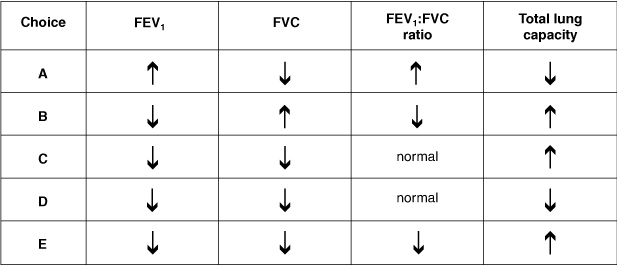 Choice FEV₁ FVC FEV₁:FVC ratio Total lung capacity
A ↑ ↓ ↑ ↓
B ↓ ↑ ↓ ↑
C ↓ ↓ normal ↑
D ↓ ↓ normal ↓
E ↓ ↓ ↓ ↑